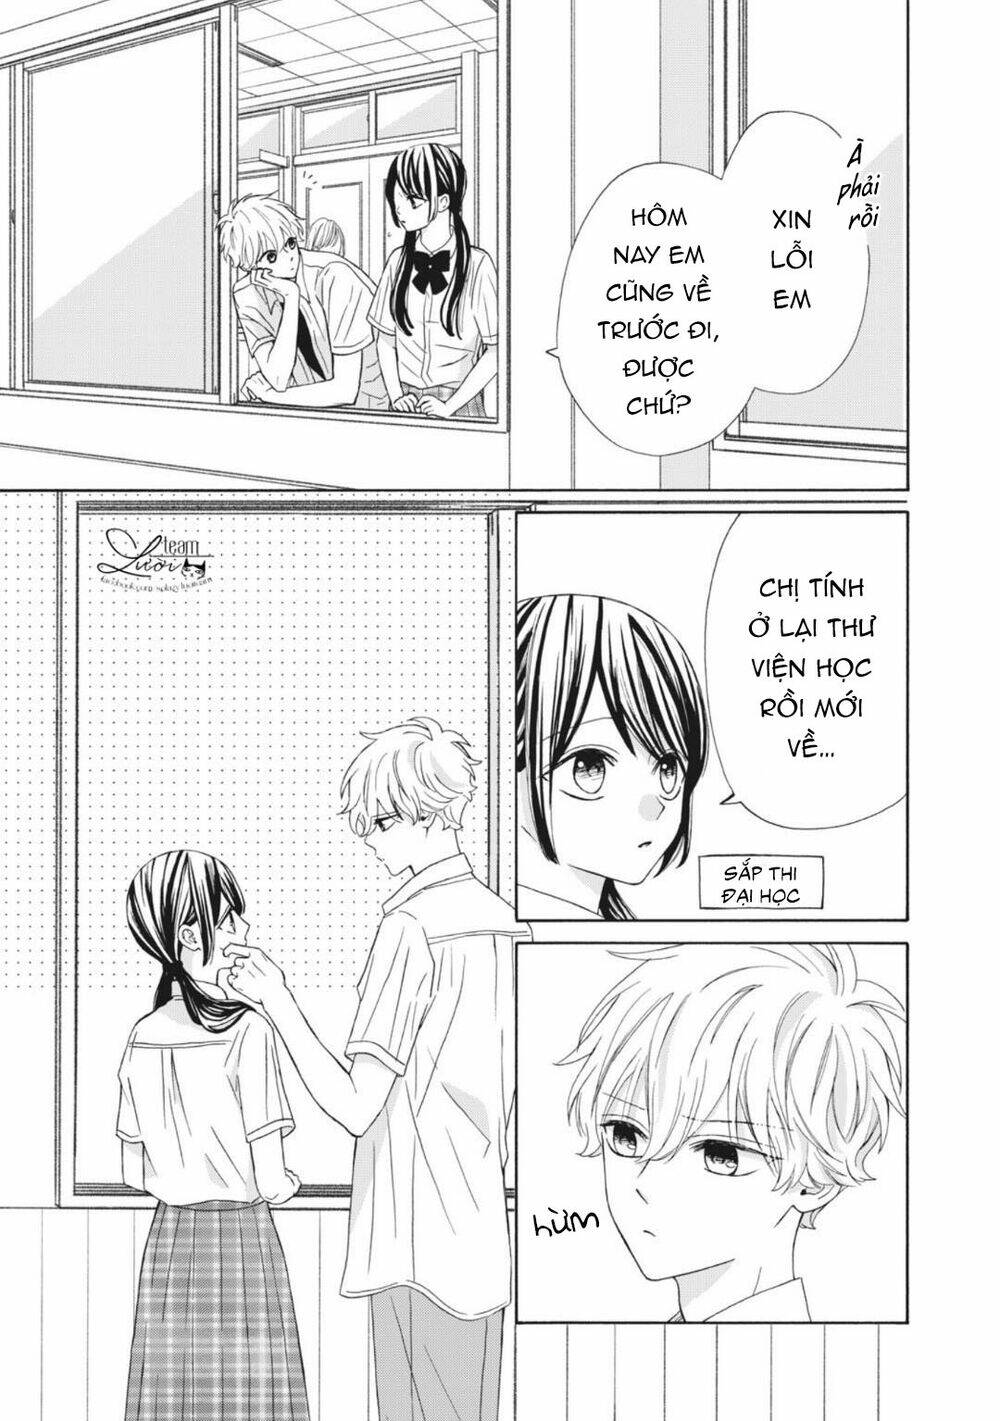 À
phải
rồi
XIN
LỖI
EM
HÔM
NAY EM
CŨNG VỀ
TRƯỚC ĐI,
ĐƯỢC
CHỨ?
team
Lười
CHỊ TÍNH
Ở LẠI THƯ
VIỆN HỌC
RỒI MỚI
VỀ...
SẮP THI
ĐẠI HỌC
hừm